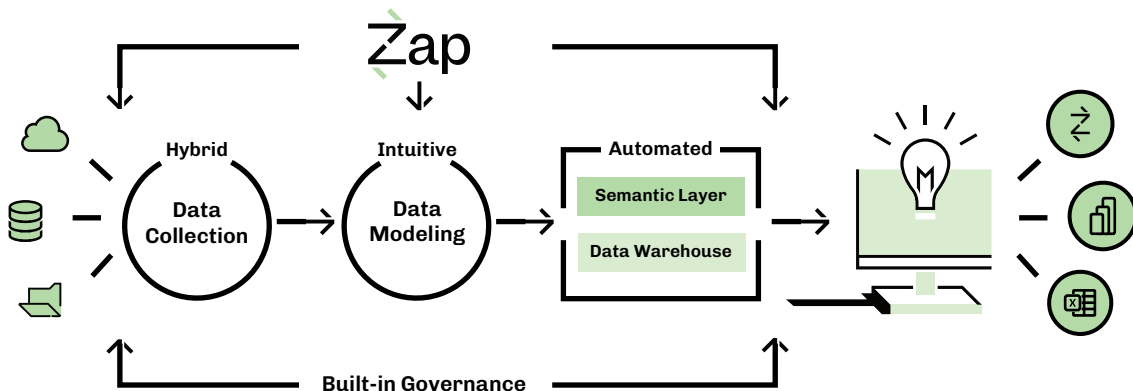 Zap
Hybrid
Data
Collection
Intuitive
Data
Modeling
Automated
Semantic Layer
Data Warehouse
X
Built-in Governance